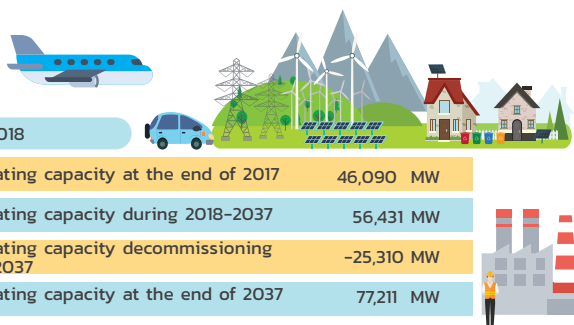 018
ating capacity at the end of 2017 46,090 MW
ating capacity during 2018-2037 56,431 MW
ating capacity decommissioning -25,310 MW
2037
ating capacity at the end of 2037 77,211 MW